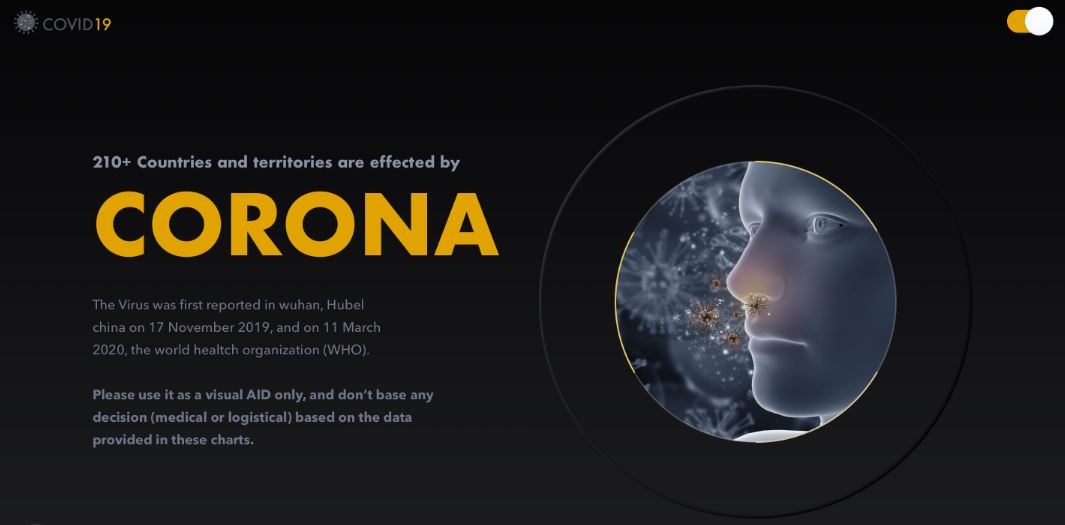 COVID19
210+ Countries and territories are effected by
CORONA
The Virus was first reported in wuhan, Hubel
china on 17 November 2019, and on 11 March
2020, the world healtch organization (WHO).
Please use it as a visual AID only, and don't base any
decision (medical or logistical) based on the data
provided in these charts.